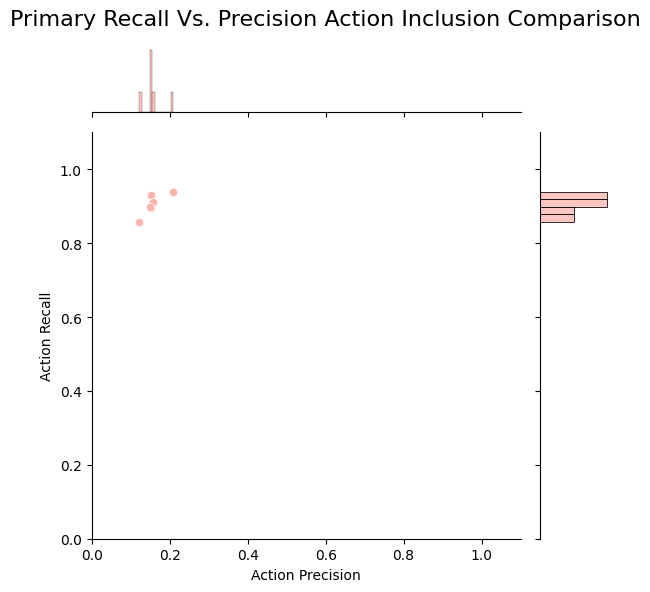 Primary Recall Vs. Precision Action Inclusion Comparison
1.0
0.8
0.6
0.4
0.2
0.0
Action Recall
0.0 0.2 0.4 0.6 0.8 1.0
Action Precision